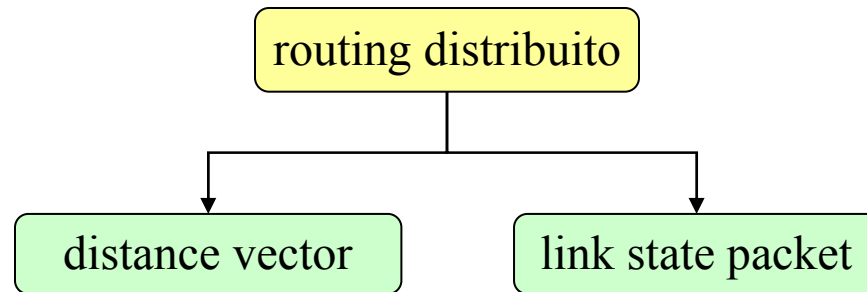 routing distribuito
distance vector
link state packet